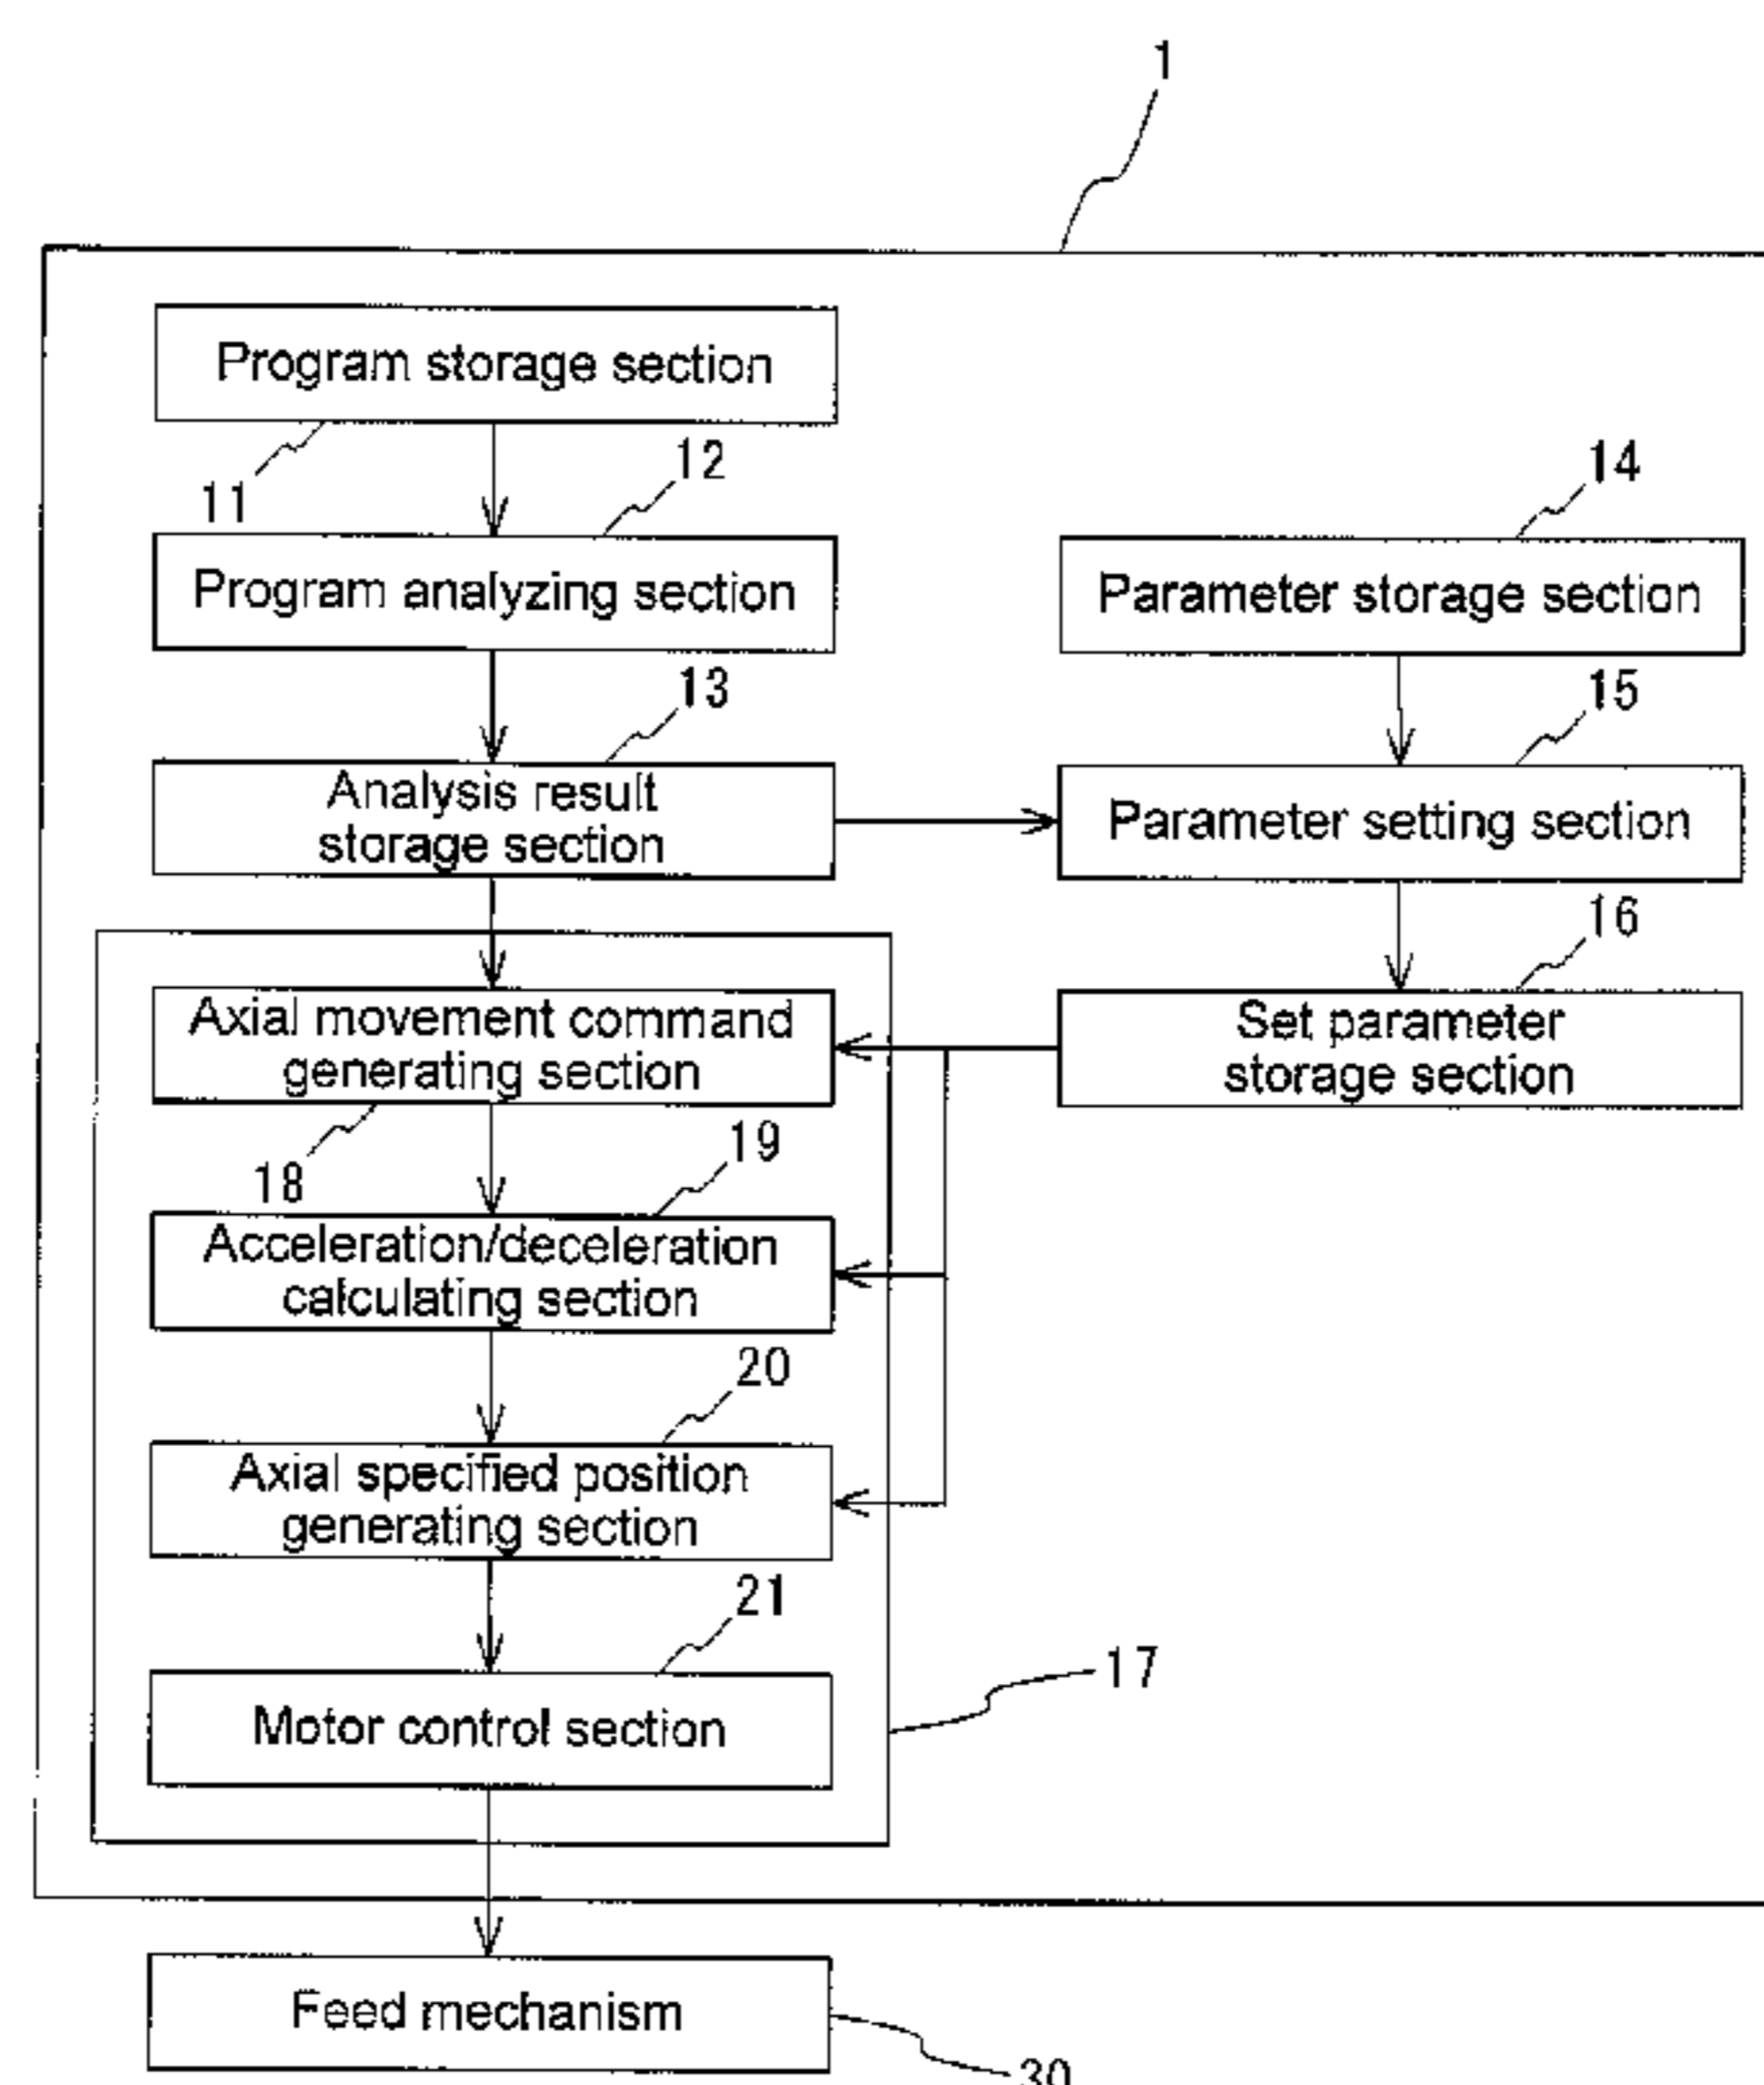 1
Program storage section
11
12
14
Program analyzing section
Parameter storage section
13
15
Analysis result
storage section
Parameter setting section
16
Axial movement command
generating section
Set parameter
storage section
18
19
Acceleration/deceleration
calculating section
20
Axial specified position
generating section
21
17
Motor control section
Feed mechanism
30